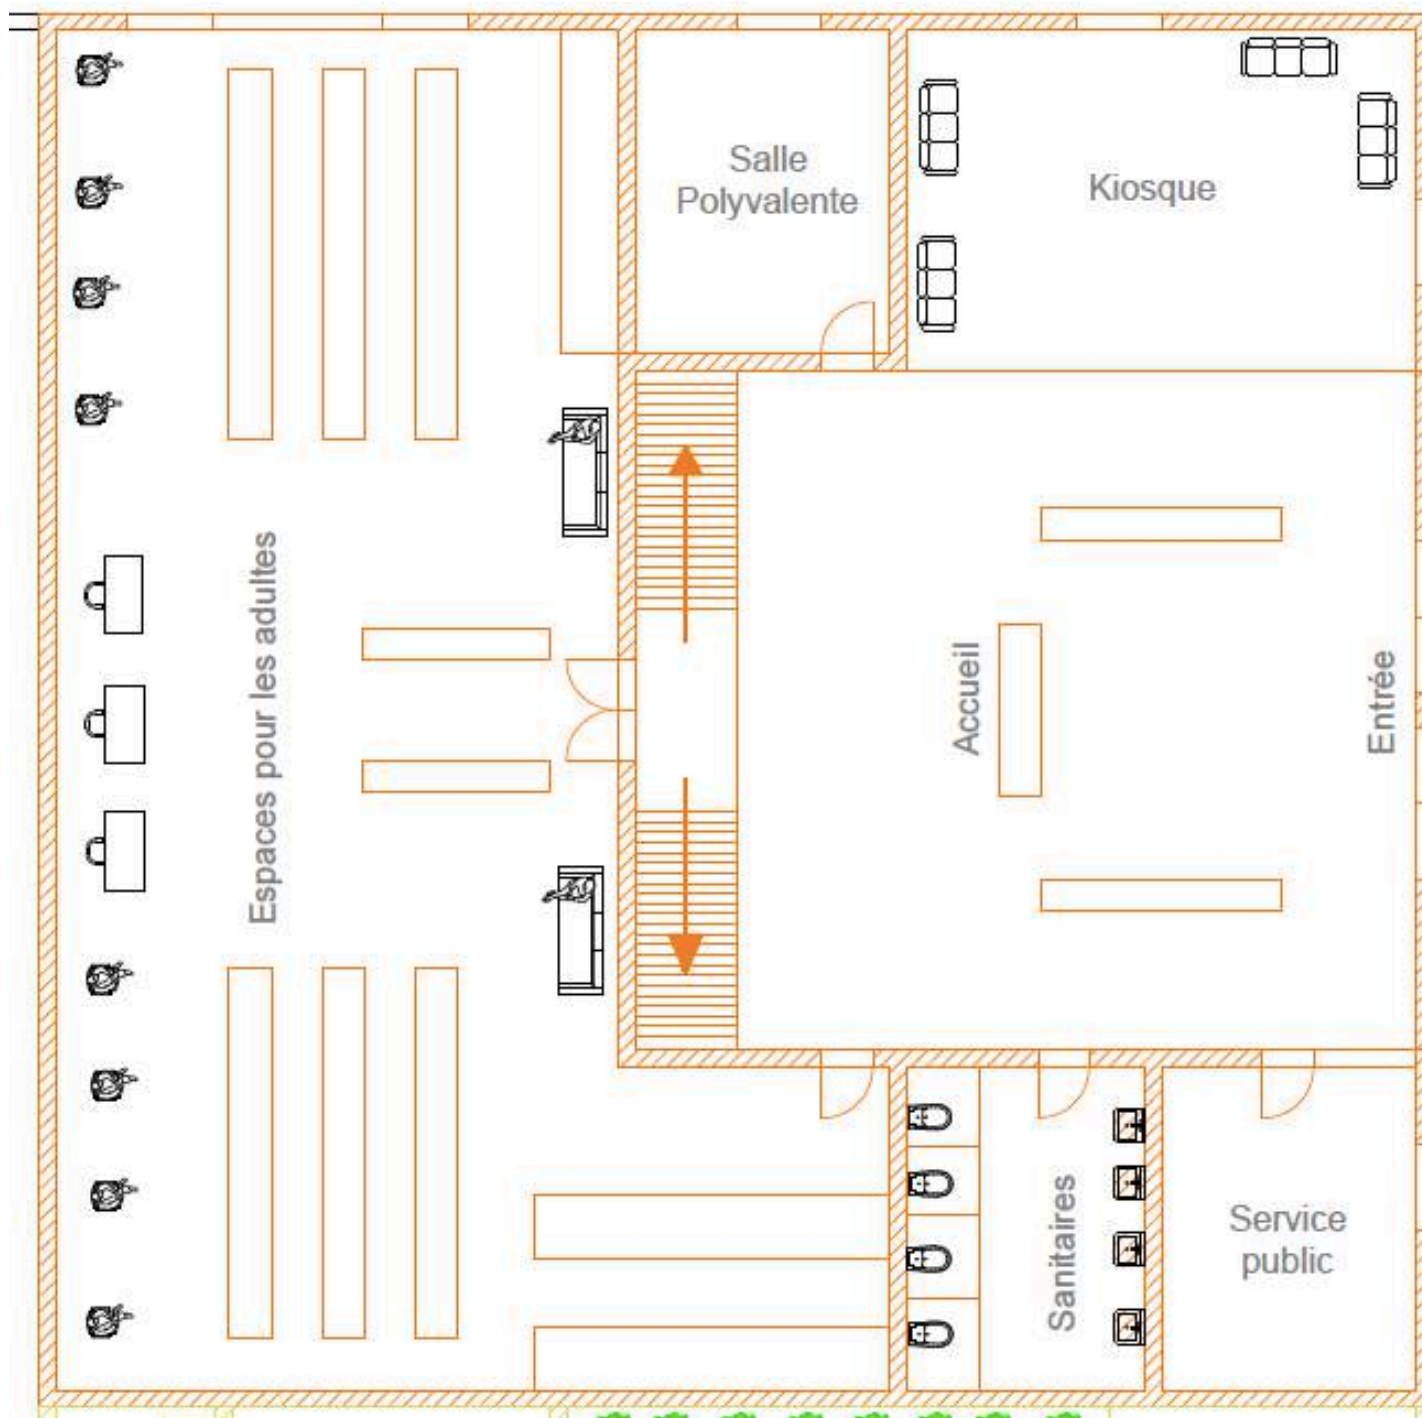 Salle
Polyvalente
Kiosque
Espaces pour les adultes
Accueil
Entrée
Sanitaires
Service
public